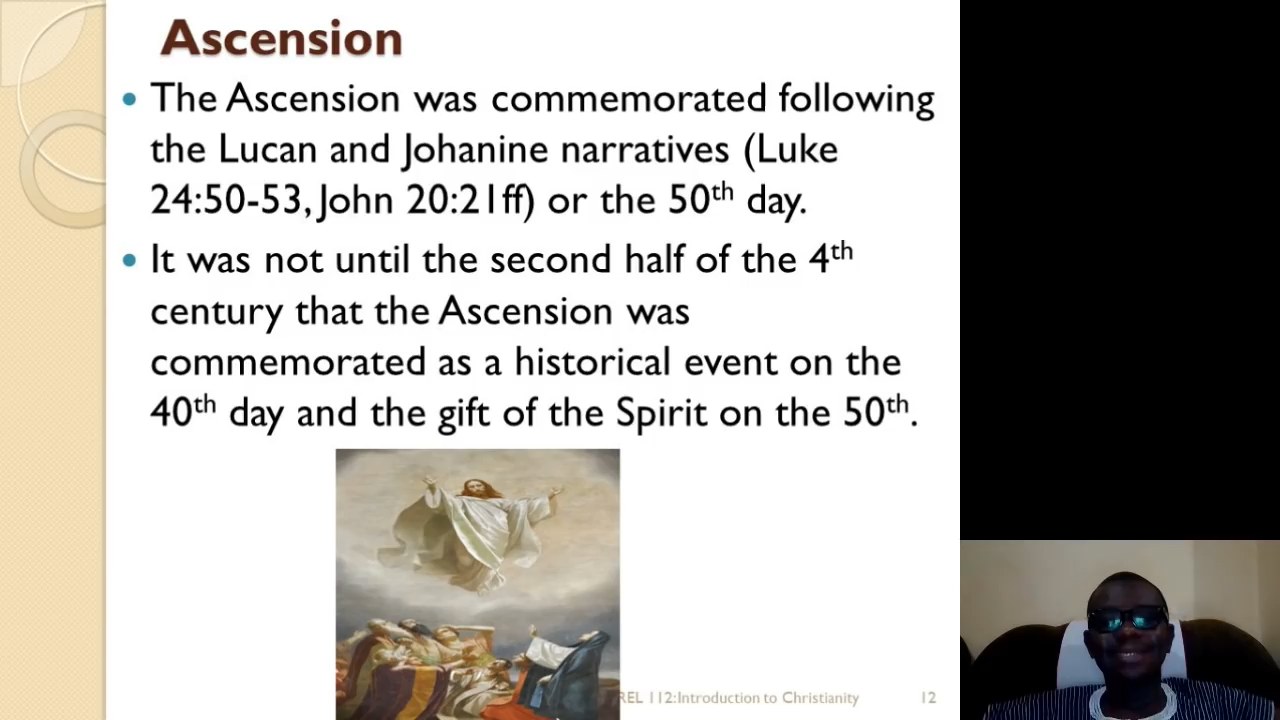 Ascension
• The Ascension was commemorated following
the Lucan and Johanine narratives (Luke
24:50-53, John 20:21ff) or the 50th day.
• It was not until the second half of the 4th
century that the Ascension was
commemorated as a historical event on the
40th day and the gift of the Spirit on the 50th.
REL 112:Introduction to Christianity
12